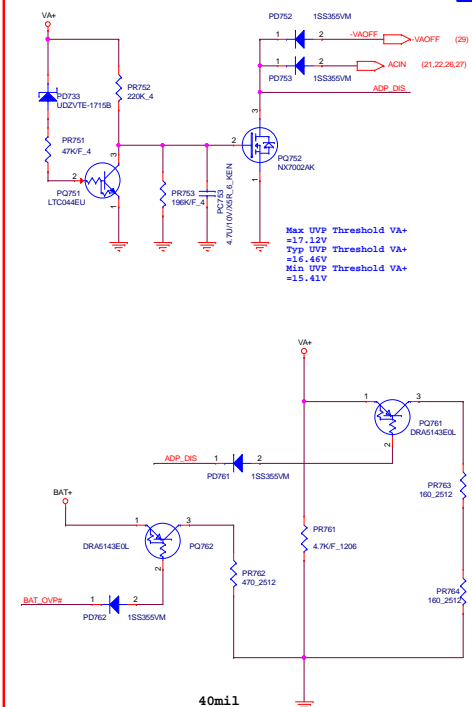 VA+
PD752
1SS355VM
1
2
-VAOFF
-VAOFF
(29)
PD753
1SS355VM
1
2
ACIN
(21,22,26,27)
ADP_DIS
PD733
UDZVTE-1715B
PR752
220K_4
PR751
47K/F_4
PQ751
LTC044EU
2
3
1
PR753
196K/F_4
PC753
4.7U/10V/X5R_6_KEN
2
3
1
PQ752
NX7002AK
Max UVP Threshold VA+
=17.12V
Typ UVP Threshold VA+
=16.46V
Min UVP Threshold VA+
=15.41V
VA+
1
3
2
PQ761
DRA5143E0L
ADP_DIS
1
2
PD761
1SS355VM
PR763
160_2512
BAT+
1
3
2
DRA5143E0L
PQ762
PR761
4.7K/F_1206
PR762
470_2512
PR764
160_2512
BAT_OVP#
1
2
PD762
1SS355VM
40mil